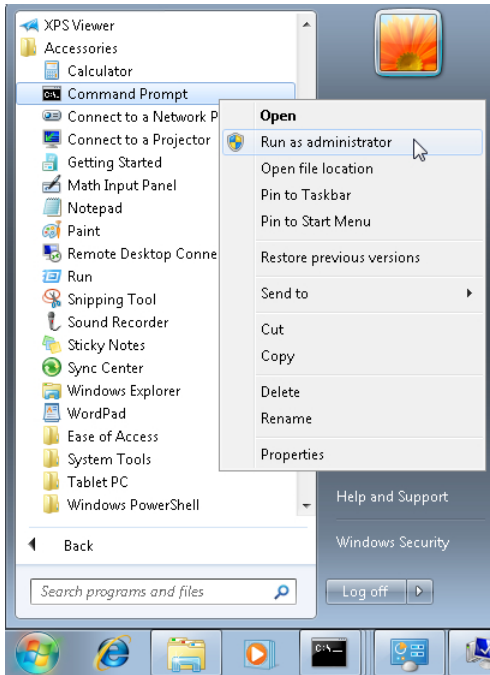 XPS Viewer
Accessories
Calculator
Command Prompt
Connect to a Network P
Connect to a Projector
Getting Started
Math Input Panel
Notepad
Paint
Remote Desktop Conne
Run
Snipping Tool
Sound Recorder
Sticky Notes
Sync Center
Windows Explorer
WordPad
Ease of Access
System Tools
Tablet PC
Windows PowerShell
Back
Search programs and files
Open
Run as administrator
Open file location
Pin to Taskbar
Pin to Start Menu
Restore previous versions
Send to
Cut
Copy
Delete
Rename
Properties
Help and Support
Windows Security
Log off